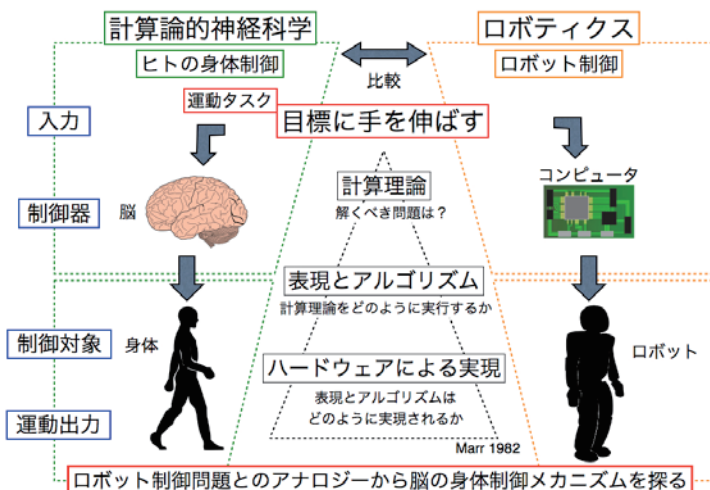 計算論的神経科学
ロボティクス
ヒトの身体制御
比較
ロボット制御
運動タスク
目標に手を伸ばす
入力
計算理論
解くべき問題は？
コンピュータ
制御器
脳
表現とアルゴリズム
計算理論をどのように実行するか
制御対象
身体
ロボット
ハードウェアによる実現
表現とアルゴリズムは
どのように実現されるか
運動出力
Marr 1982
ロボット制御問題とのアナロジーから脳の身体制御メカニズムを探る